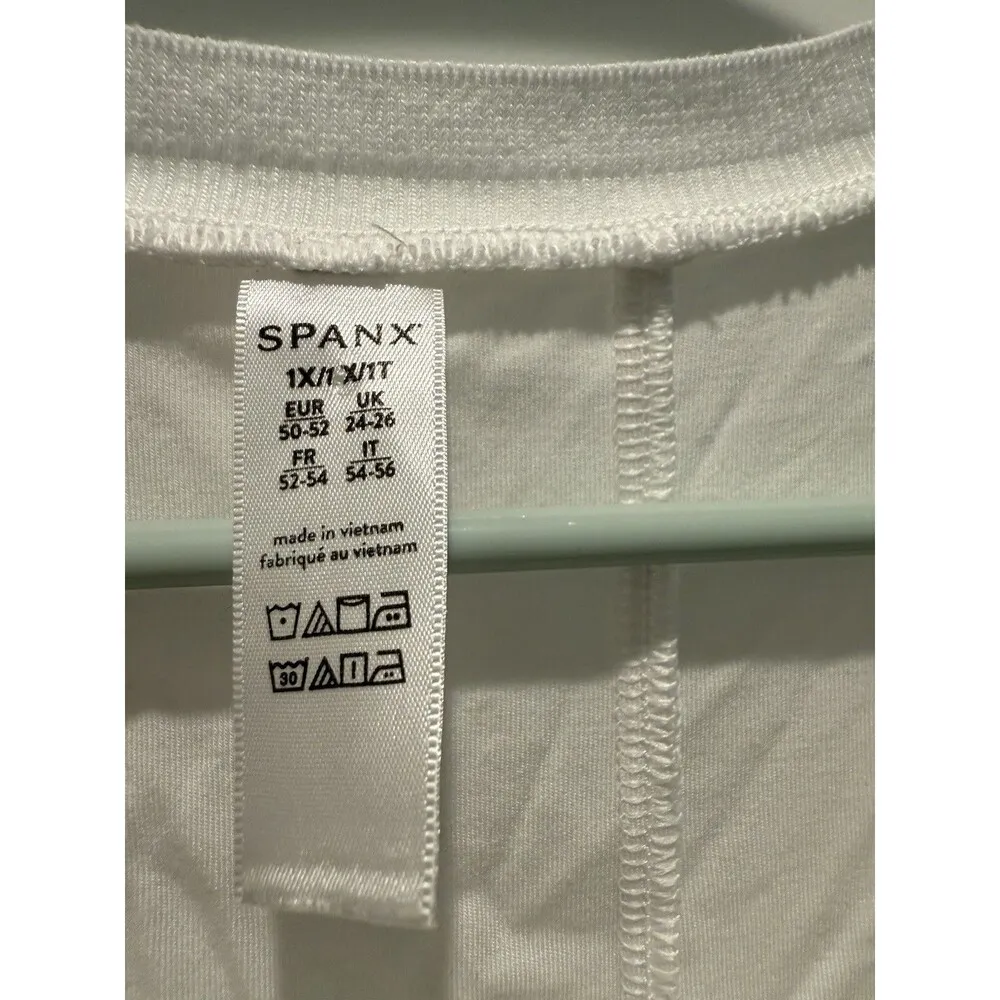 SPANX
1X/1X/1T
EUR UK
50-52 24-26
FR IT
52-54 54-56
made in vietnam
fabriqué au vietnam
30